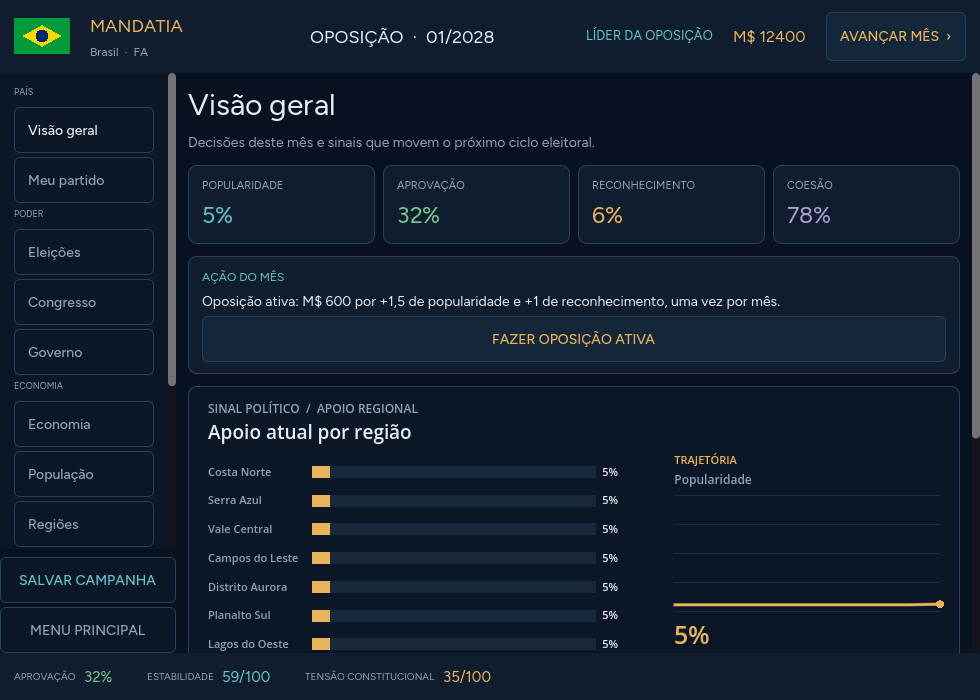 MANDATIA
Brasil · FA
OPOSIÇÃO · 01/2028
LÍDER DA OPOSIÇÃO
M$ 12400
AVANÇAR MÊS ›
PAÍS
Visão geral
Meu partido
PODER
Eleições
Congresso
Governo
ECONOMIA
Economia
População
Regiões
SALVAR CAMPANHA
MENU PRINCIPAL
Visão geral
Decisões deste mês e sinais que movem o próximo ciclo eleitoral.
POPULARIDADE
5%
APROVAÇÃO
32%
RECONHECIMENTO
6%
COESÃO
78%
AÇÃO DO MÊS
Oposição ativa: M$ 600 por +1,5 de popularidade e +1 de reconhecimento, uma vez por mês.
FAZER OPOSIÇÃO ATIVA
SINAL POLÍTICO / APOIO REGIONAL
Apoio atual por região
Costa Norte 5%
Serra Azul 5%
Vale Central 5%
Campos do Leste 5%
Distrito Aurora 5%
Planalto Sul 5%
Lagos do Oeste 5%
TRAJETÓRIA
Popularidade
5%
APROVAÇÃO 32%
ESTABILIDADE 59/100
TENSÃO CONSTITUCIONAL 35/100